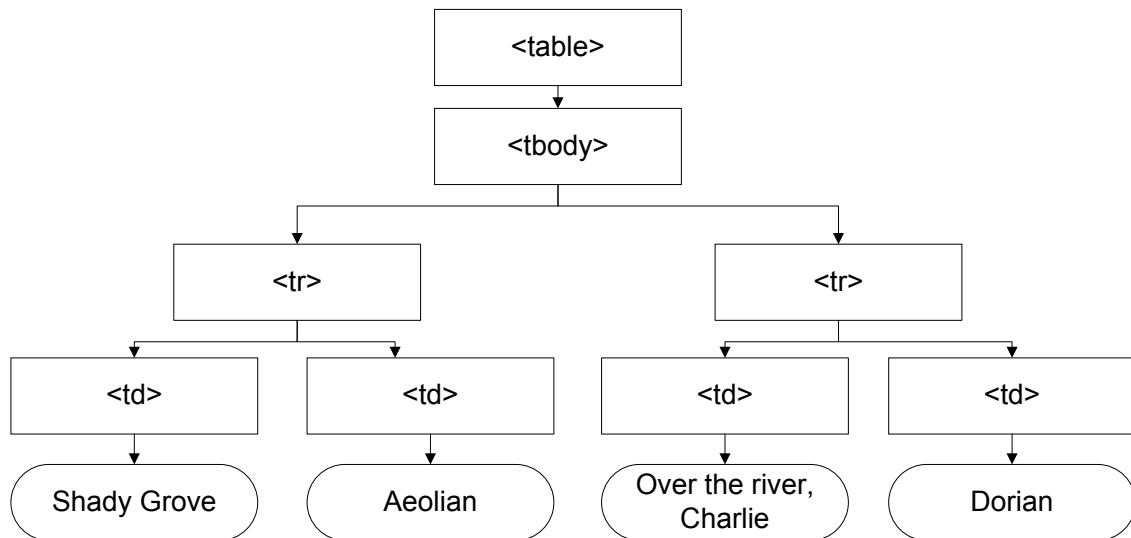 <table>
<tbody>
<tr>
<tr>
<td>
<td>
<td>
<td>
Shady Grove
Aeolian
Over the river,
Charlie
Dorian